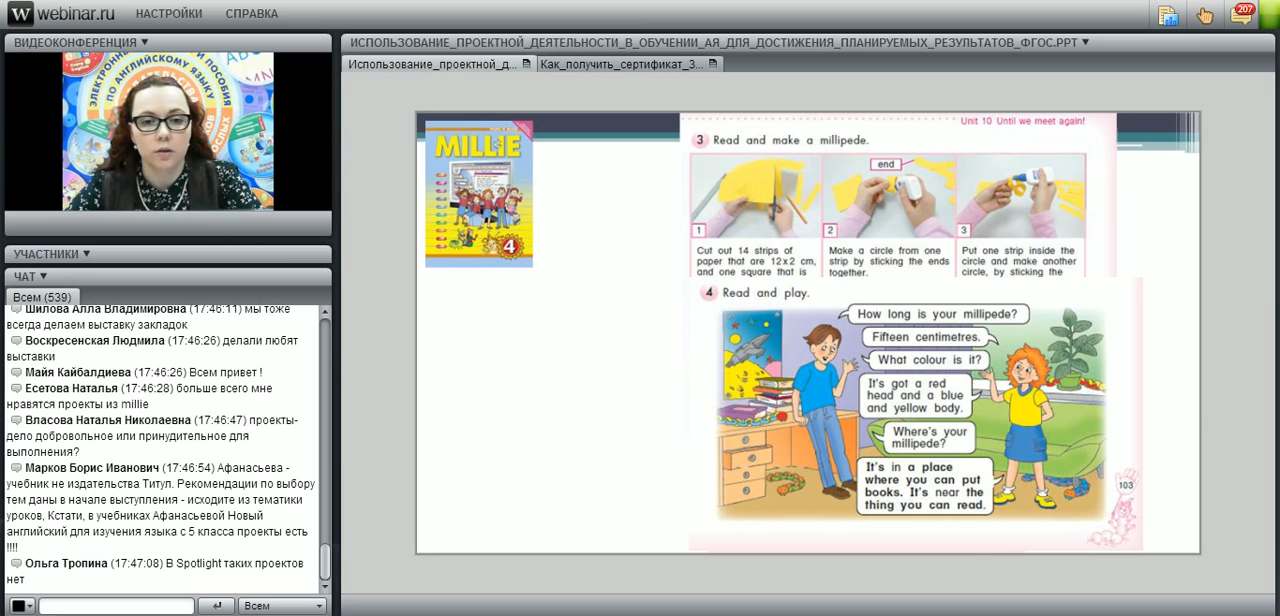 webinar.ru
НАСТРОЙКИ
СПРАВКА
207
ВИДЕОКОНФЕРЕНЦИЯ
ЭЛЕКТРОННЫЕ
ПОСОБИЯ
ПО АНГЛИЙСКОМУ ЯЗЫКУ
УЧАСТНИКИ
ЧАТ
Всем (539)
Шилова Алла Владимировна (17:46:11) мы тоже
всегда делаем выставку закладок
Воскресенская Людмила (17:46:26) делали любят
выставки
Майя Кайбалдиева (17:46:26) Всем привет !
Есетова Наталья (17:46:28) больше всего мне
нравятся проекты из millie
Власова Наталья Николаевна (17:46:47) проекты-
дело добровольное или принудительное для
выполнения?
Марков Борис Иванович (17:46:54) Афанасьева -
учебник не издательства Титул. Рекомендации по выбору
тем даны в начале выступления - исходите из тематики
уроков, Кстати, в учебниках Афанасьевой Новый
английский для изучения языка с 5 класса проекты есть
!!!!
Ольга Тропина (17:47:08) В Spotlight таких проектов
нет
Всем
ИСПОЛЬЗОВАНИЕ_ПРОЕКТНОЙ_ДЕЯТЕЛЬНОСТИ_В_ОБУЧЕНИИ_АЯ_ДЛЯ_ДОСТИЖЕНИЯ_ПЛАНИРУЕМЫХ_РЕЗУЛЬТАТОВ_ФГОС.PPT
Использование_проектной_д...
Как_получить_сертификат_3...
MILLIE
4
Unit 10 Until we meet again!
3 Read and make a millipede.
end
1
2
3
Cut out 14 strips of
paper that are 12x2 cm,
and one square that is
Make a circle from one
strip by sticking the ends
together.
Put one strip inside the
circle and make another
circle, by sticking the
4 Read and play.
How long is your millipede?
Fifteen centimetres.
What colour is it?
It's got a red
head and a blue
and yellow body.
Where's your
millipede?
It's in a place
where you can put
books. It's near the
thing you can read.
103